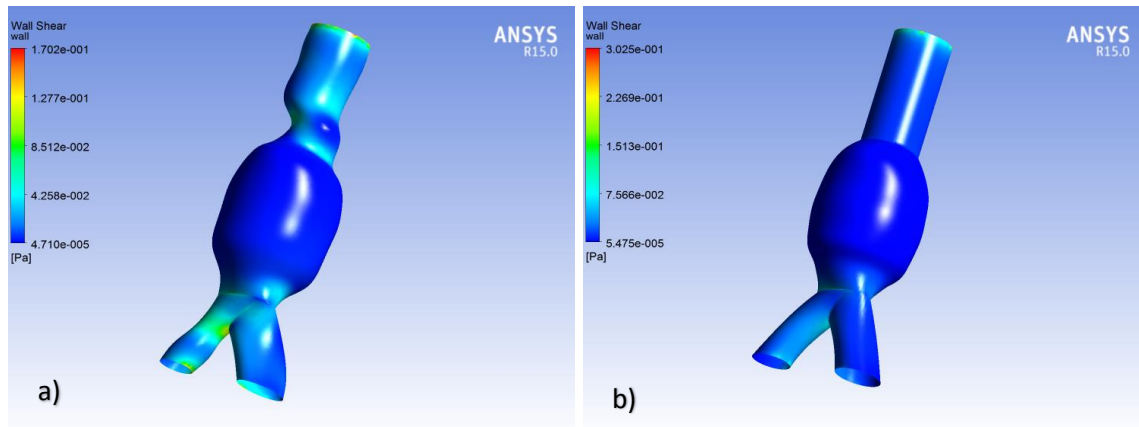 Wall Shear
wall
1.702e-001
1.277e-001
8.512e-002
4.258e-002
4.710e-005
[Pa]
ANSYS
R15.0
a)
Wall Shear
wall
3.025e-001
2.269e-001
1.513e-001
7.566e-002
5.475e-005
[Pa]
ANSYS
R15.0
b)